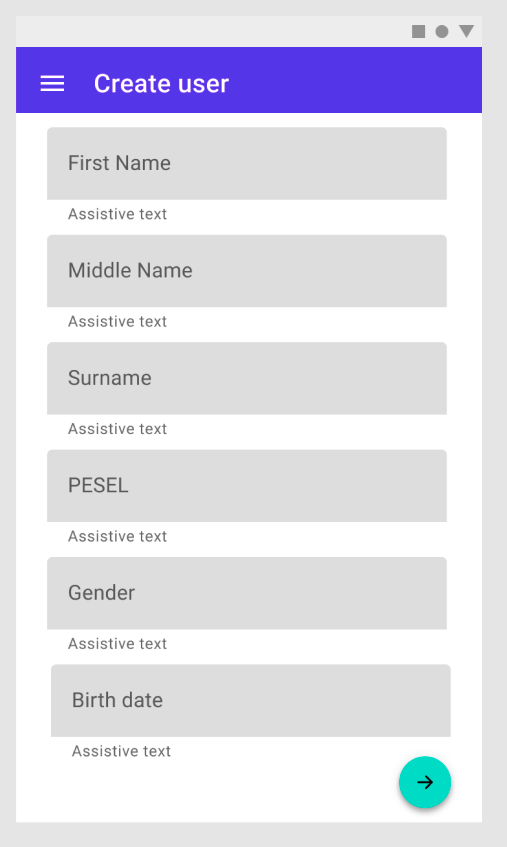 Create user
First Name
Assistive text
Middle Name
Assistive text
Surname
Assistive text
PESEL
Assistive text
Gender
Assistive text
Birth date
Assistive text